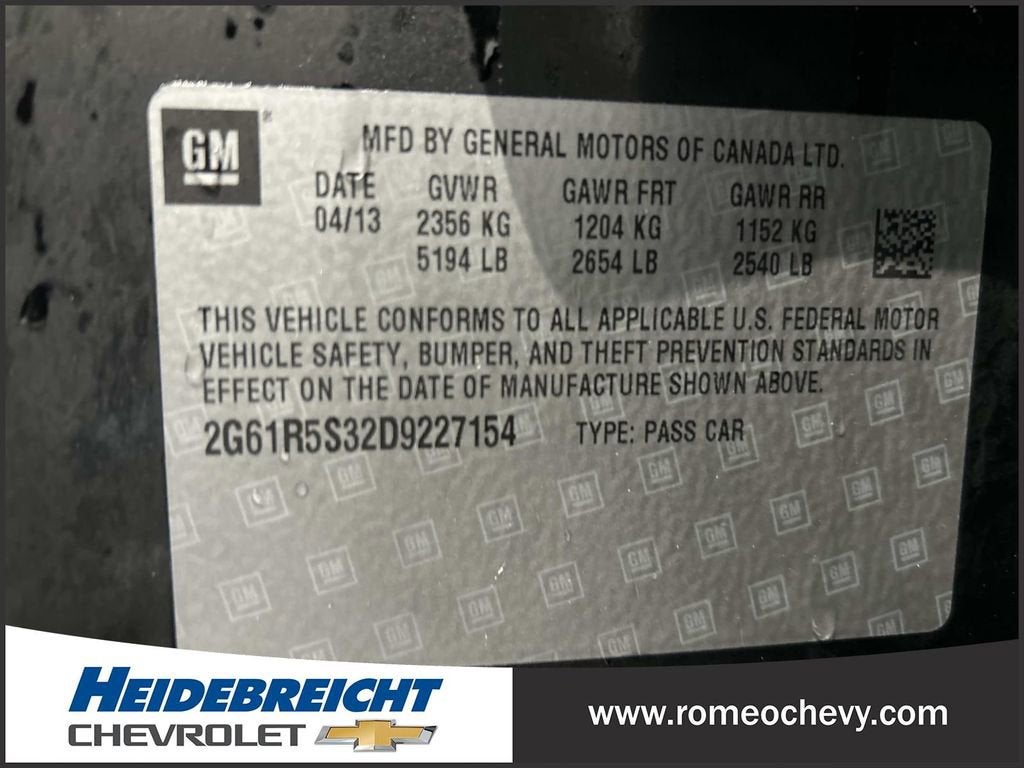 GM
MFD BY GENERAL MOTORS OF CANADA LTD.
DATE GVWR GAWR FRT GAWR RR
04/13 2356 KG 1204 KG 1152 KG
5194 LB 2654 LB 2540 LB
THIS VEHICLE CONFORMS TO ALL APPLICABLE U.S. FEDERAL MOTOR
VEHICLE SAFETY, BUMPER, AND THEFT PREVENTION STANDARDS IN
EFFECT ON THE DATE OF MANUFACTURE SHOWN ABOVE.
2G61R5S32D9227154 TYPE: PASS CAR
HEIDEBREICHT
CHEVROLET
www.romeochevy.com